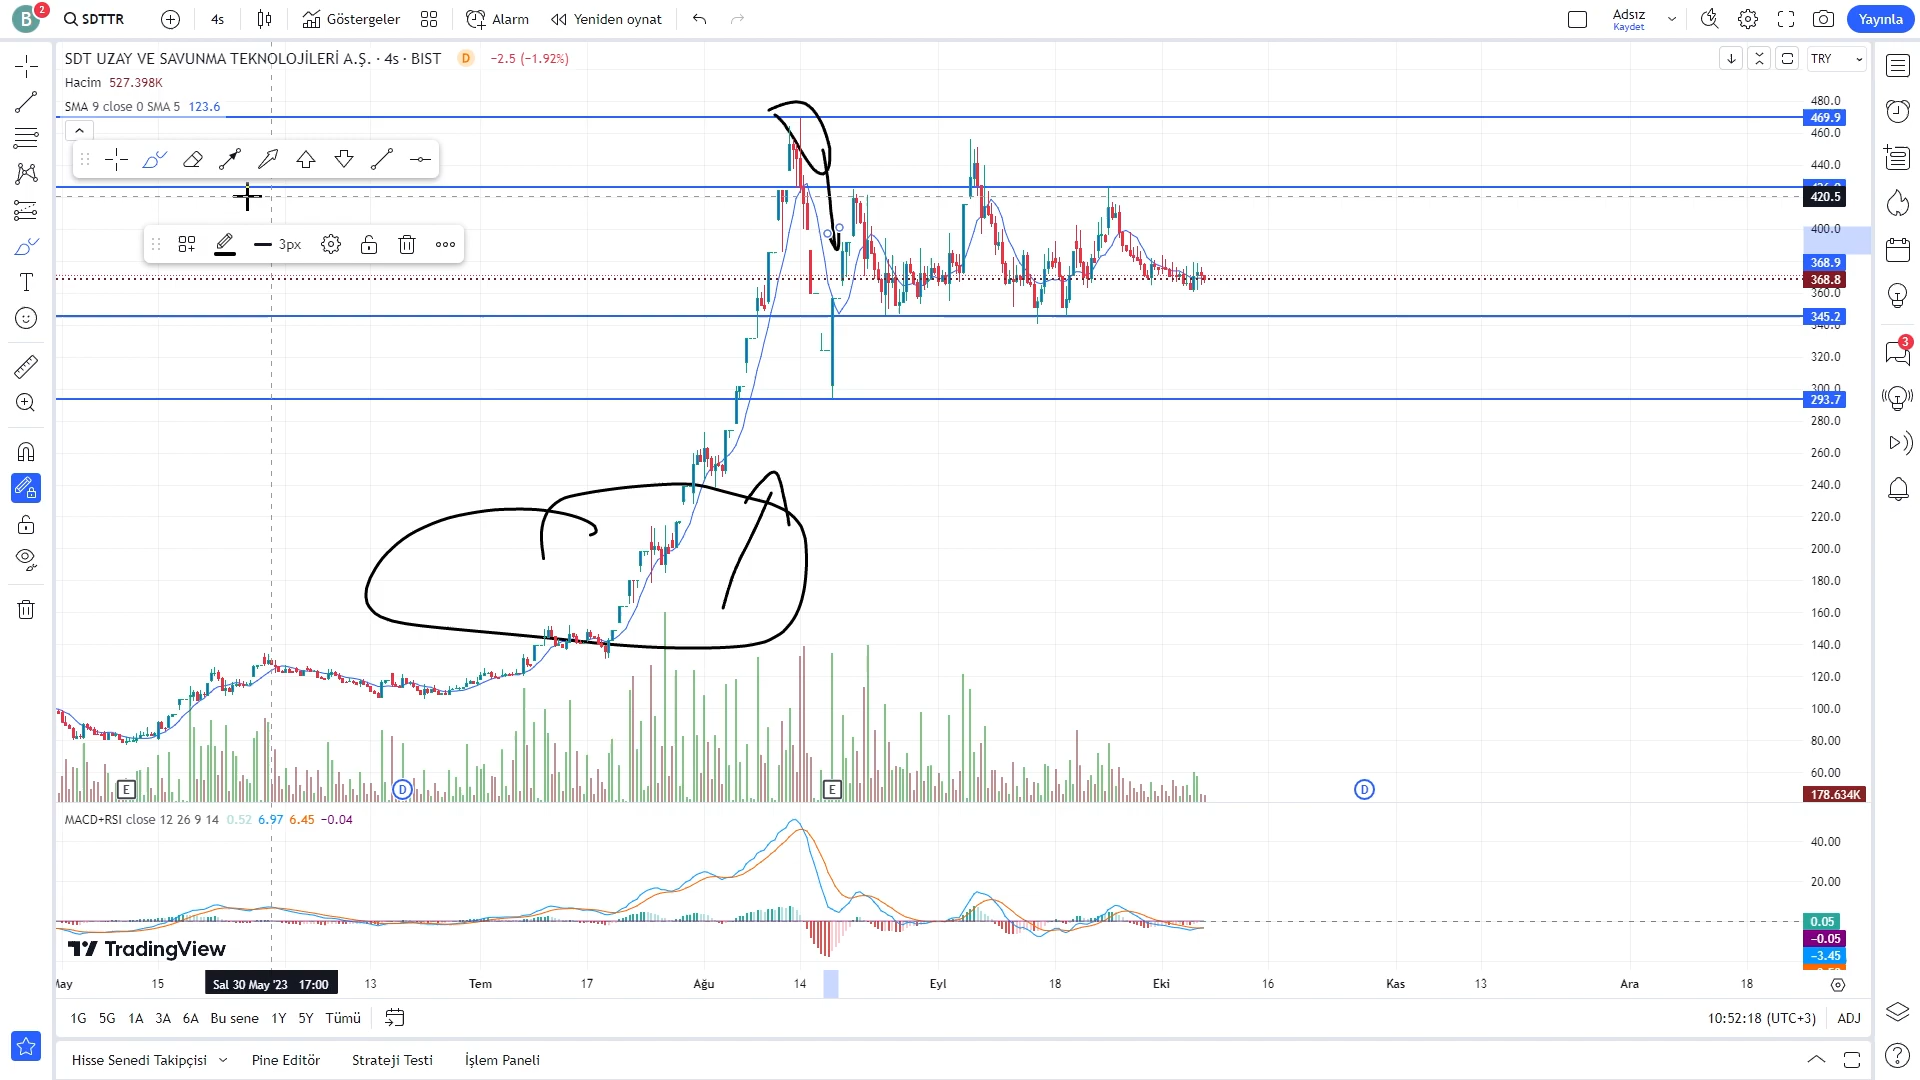 B 2 SDTTR 4s Göstergeler Alarm Yeniden oynat Adsız Kaydet Yayınla
SDT UZAY VE SAVUNMA TEKNOLOJİLERİ A.Ş. · 4s · BIST D −2.5 (−1.92%) TRY
Hacim 527.398K
SMA 9 close 0 SMA 5 123.6
3px
480.0
469.9
460.0
440.0
420.5
400.0
368.9
368.8
360.0
345.2
340.0
320.0
300.0
293.7
280.0
260.0
240.0
220.0
200.0
180.0
160.0
140.0
120.0
100.0
80.00
60.00
E D E D
178.634K
MACD+RSI close 12 26 9 14 0.52 6.97 6.45 −0.04
40.00
20.00
0.05
−0.05
−3.45
TradingView
May 15 Sal 30 May '23 17:00 13 Tem 17 Ağu 14 Eyl 18 Eki 16 Kas 13 Ara 18
1G 5G 1A 3A 6A Bu sene 1Y 5Y Tümü 10:52:18 (UTC+3) ADJ
Hisse Senedi Takipçisi Pine Editör Strateji Testi İşlem Paneli
3